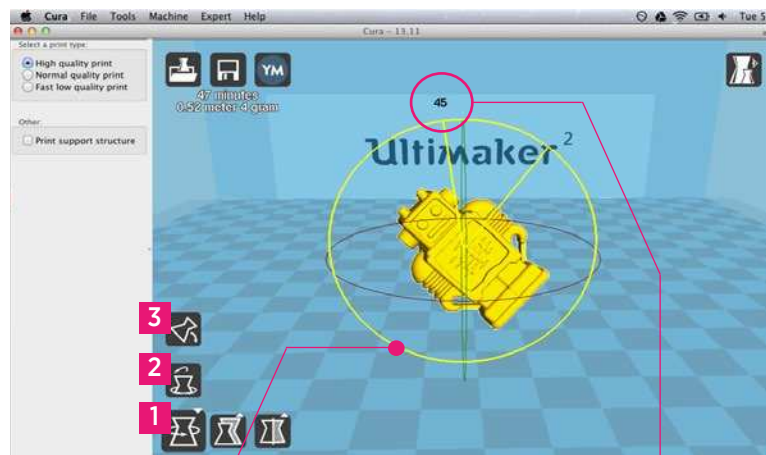 Cura File Tools Machine Expert Help Tue 5
Cura - 13.11
Select a print type:
High quality print
Normal quality print
Fast low quality print
Other:
Print support structure
YM
47 minutes
0.52 meter 4 gram
45
Ultimaker²
3
2
1